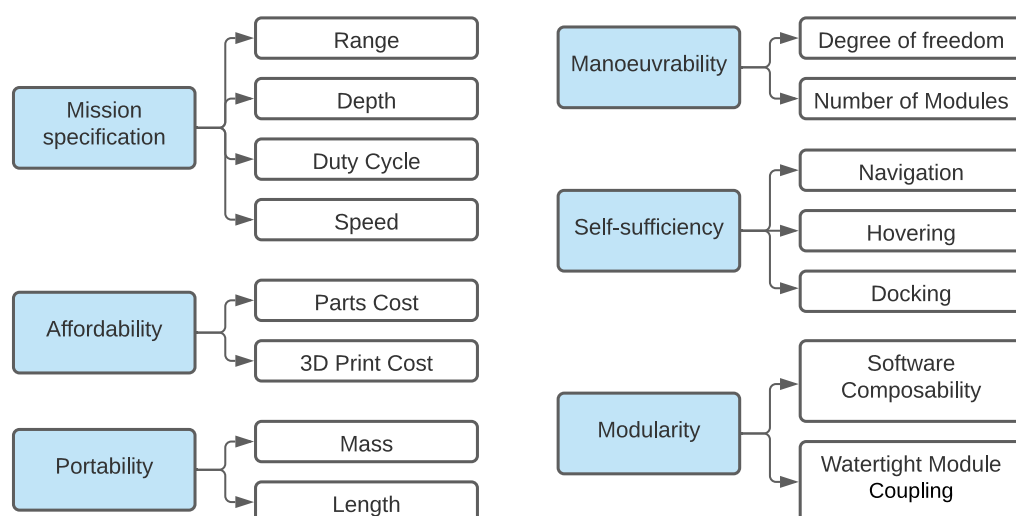 Mission
specification
Range
Depth
Duty Cycle
Speed
Affordability
Parts Cost
3D Print Cost
Portability
Mass
Length
Manoeuvrability
Degree of freedom
Number of Modules
Self-sufficiency
Navigation
Hovering
Docking
Modularity
Software
Composability
Watertight Module
Coupling